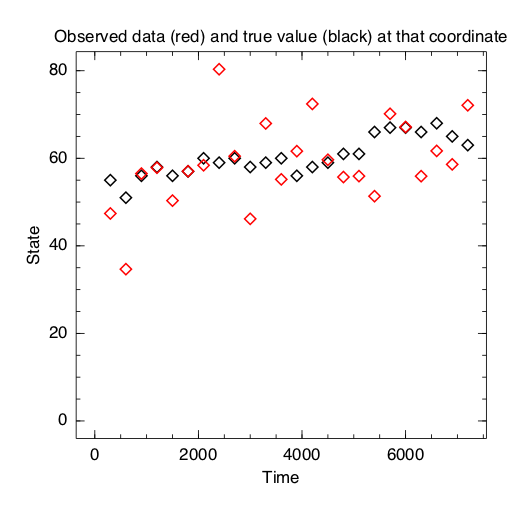 Observed data (red) and true value (black) at that coordinate
80
60
40
20
0
State
0 2000 4000 6000
Time